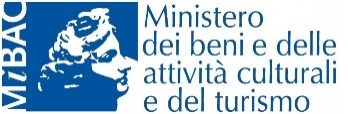 MiBAC
Ministero
dei beni e delle
attività culturali
e del turismo